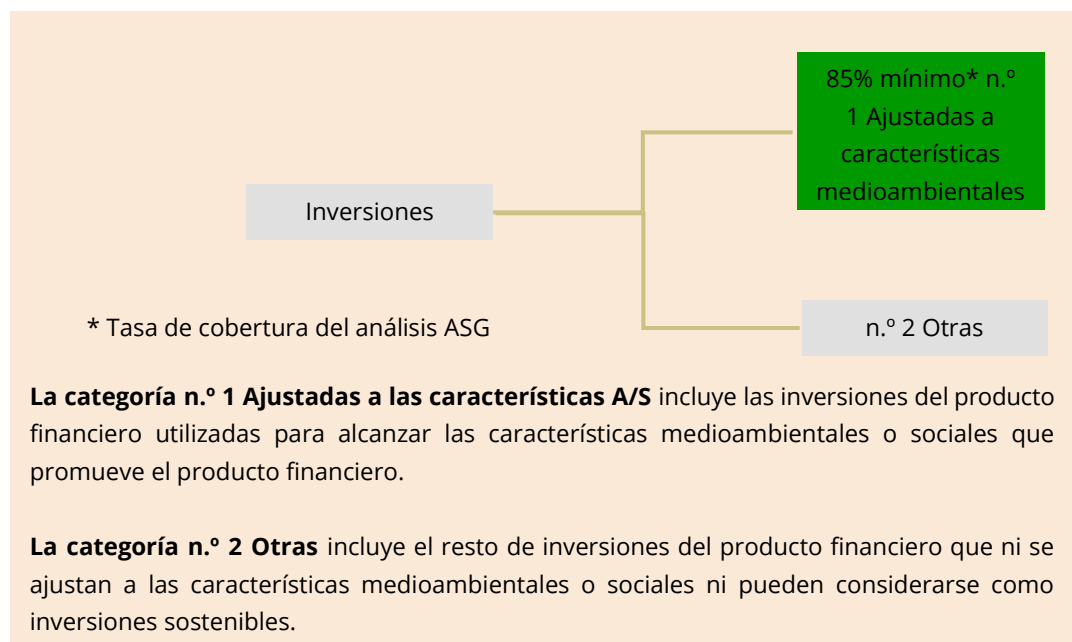 85% mínimo* n.º
1 Ajustadas a
características
medioambientales
Inversiones
* Tasa de cobertura del análisis ASG
n.º 2 Otras
La categoría n.º 1 Ajustadas a las características A/S incluye las inversiones del producto
financiero utilizadas para alcanzar las características medioambientales o sociales que
promueve el producto financiero.
La categoría n.º 2 Otras incluye el resto de inversiones del producto financiero que ni se
ajustan a las características medioambientales o sociales ni pueden considerarse como
inversiones sostenibles.